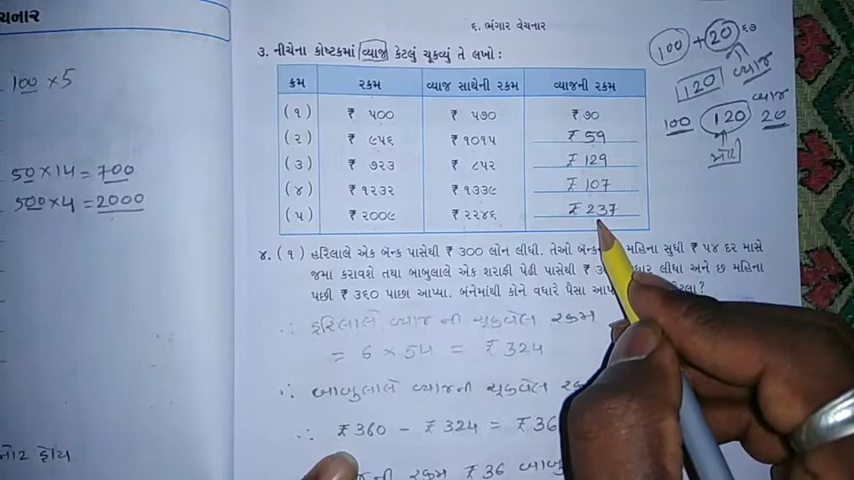 ચનાર
૬. ભંગાર વેચનાર
૬૭
100 + 20
120 વ્યાજ
વ્યાજ
100 120 20
100 × 5
50 × 14 = 700
500 × 4 = 2000
નોટ હોય
૩. નીચેના કોષ્ટકમાં વ્યાજ કેટલું ચૂકવ્યું તે લખો :
ક્રમ રકમ વ્યાજ સાથેની રકમ વ્યાજની રકમ
(૧) ₹ ૫૦૦ ₹ ૫૭૦ ₹ ૭૦
(૨) ₹ ૯૫૬ ₹ ૧૦૧૫ ₹ 59
(૩) ₹ ૭૨૩ ₹ ૮૫૨ ₹ 129
(૪) ₹ ૧૨૩૨ ₹ ૧૩૩૯ ₹ 107
(૫) ₹ ૨૦૦૯ ₹ ૨૨૪૬ ₹ 237
૪. (૧) હરિલાલે એક બૅન્ક પાસેથી ₹ 300 લોન લીધી. તેઓ બૅન્કન મહિના સુધી ₹ ૫૪ દર માસે
જમા કરાવશે તથા બાબુલાલે એક શરાફી પેઢી પાસેથી ₹ લીધા અને છ મહિના
પછી ₹ ૩૬૦ પાછા આપ્યા. બંનેમાંથી કોને વધારે પૈસા
∴ હરિલાલે વ્યાજ ની ચૂકવેલ રકમ
= 6 × 54 = ₹ 324
∴ બાબુલાલે વ્યાજની ચૂકવેલ
∴ ₹ 360 − ₹ 324 = ₹ 36
ની રકમ ₹ 36